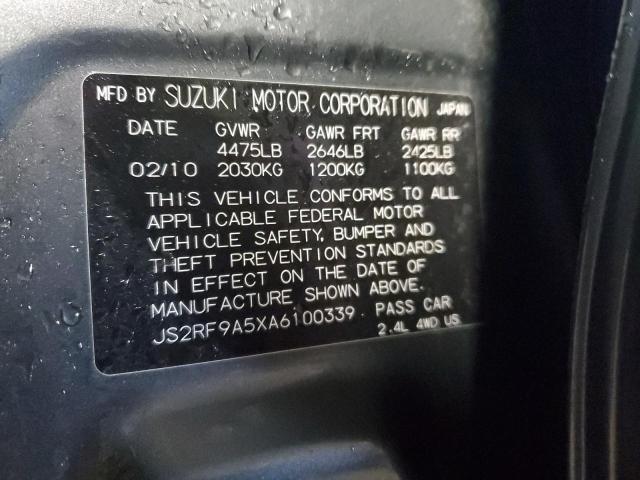 MFD BY SUZUKI MOTOR CORPORATION JAPAN
DATE GVWR GAWR FRT GAWR RR
4475LB 2646LB 2425LB
02/10 2030KG 1200KG 1100KG
THIS VEHICLE CONFORMS TO ALL
APPLICABLE FEDERAL MOTOR
VEHICLE SAFETY, BUMPER AND
THEFT PREVENTION STANDARDS
IN EFFECT ON THE DATE OF
MANUFACTURE SHOWN ABOVE.
JS2RF9A5XA6100339 PASS CAR
2.4L 4WD US